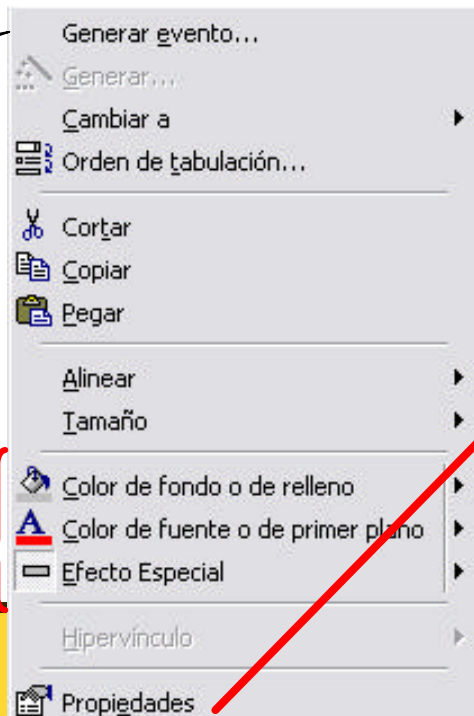 Generar evento...
Generar...
Cambiar a
Orden de tabulación...
Cortar
Copiar
Pegar
Alinear
Tamaño
Color de fondo o de relleno
Color de fuente o de primer plano
Efecto Especial
Hipervínculo
Propiedades